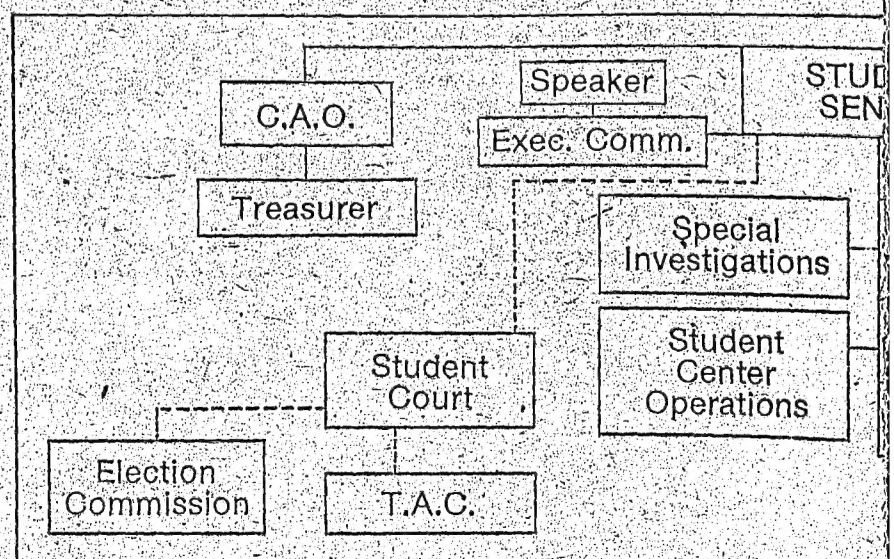 Speaker
C.A.O.
Exec. Comm.
Treasurer
Special
Investigations
Student
Center
Operations
Student
Court
Election
Commission
T.A.C.